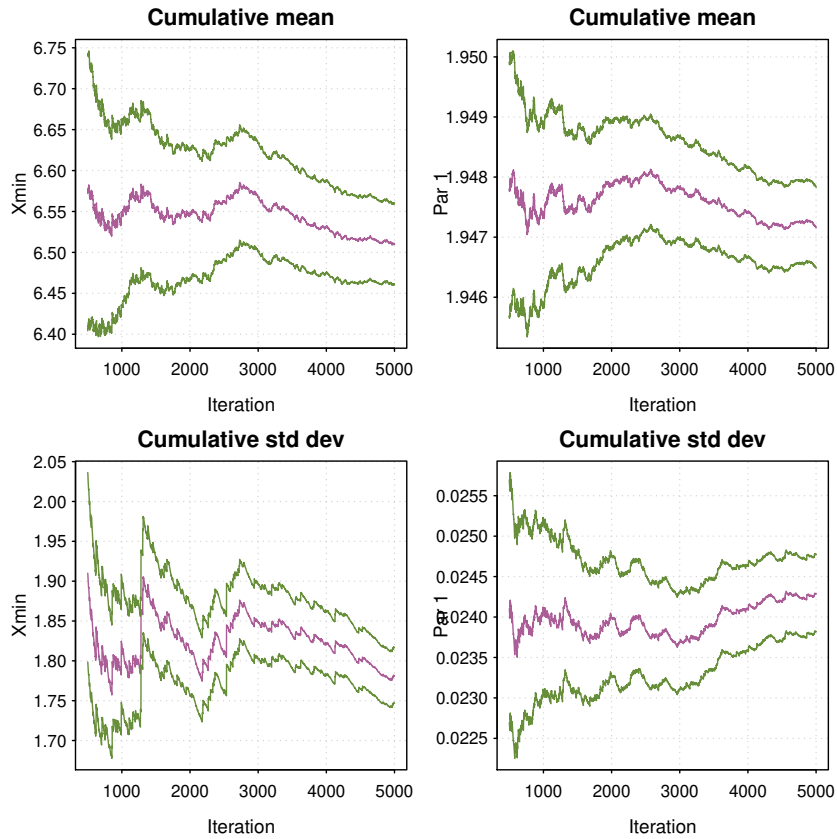 Cumulative mean
Xmin
6.75
6.70
6.65
6.60
6.55
6.50
6.45
6.40
1000 2000 3000 4000 5000
Iteration
Cumulative mean
Par 1
1.950
1.949
1.948
1.947
1.946
1000 2000 3000 4000 5000
Iteration
Cumulative std dev
Xmin
2.05
2.00
1.95
1.90
1.85
1.80
1.75
1.70
1000 2000 3000 4000 5000
Iteration
Cumulative std dev
Par 1
0.0255
0.0250
0.0245
0.0240
0.0235
0.0230
0.0225
1000 2000 3000 4000 5000
Iteration